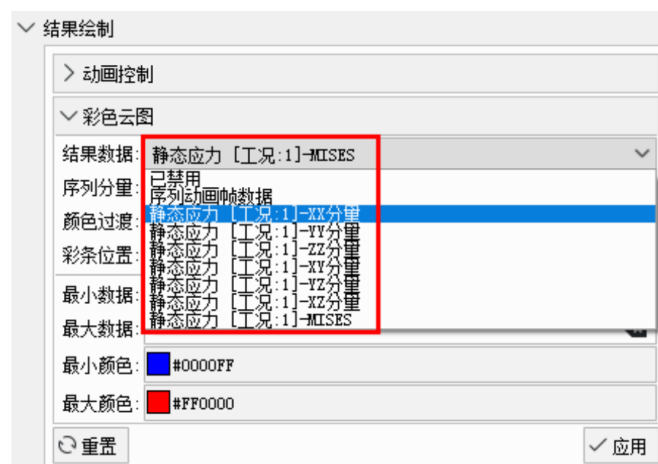 结果绘制
动画控制
彩色云图
结果数据: 静态应力 [工况:1]-MISES
序列分量:
颜色过渡:
彩条位置:
最小数据:
最大数据:
已禁用
序列动画帧数据
静态应力 [工况:1]-XX分量
静态应力 [工况:1]-YY分量
静态应力 [工况:1]-ZZ分量
静态应力 [工况:1]-XY分量
静态应力 [工况:1]-YZ分量
静态应力 [工况:1]-XZ分量
静态应力 [工况:1]-MISES
最小颜色: #0000FF
最大颜色: #FF0000
重置 应用